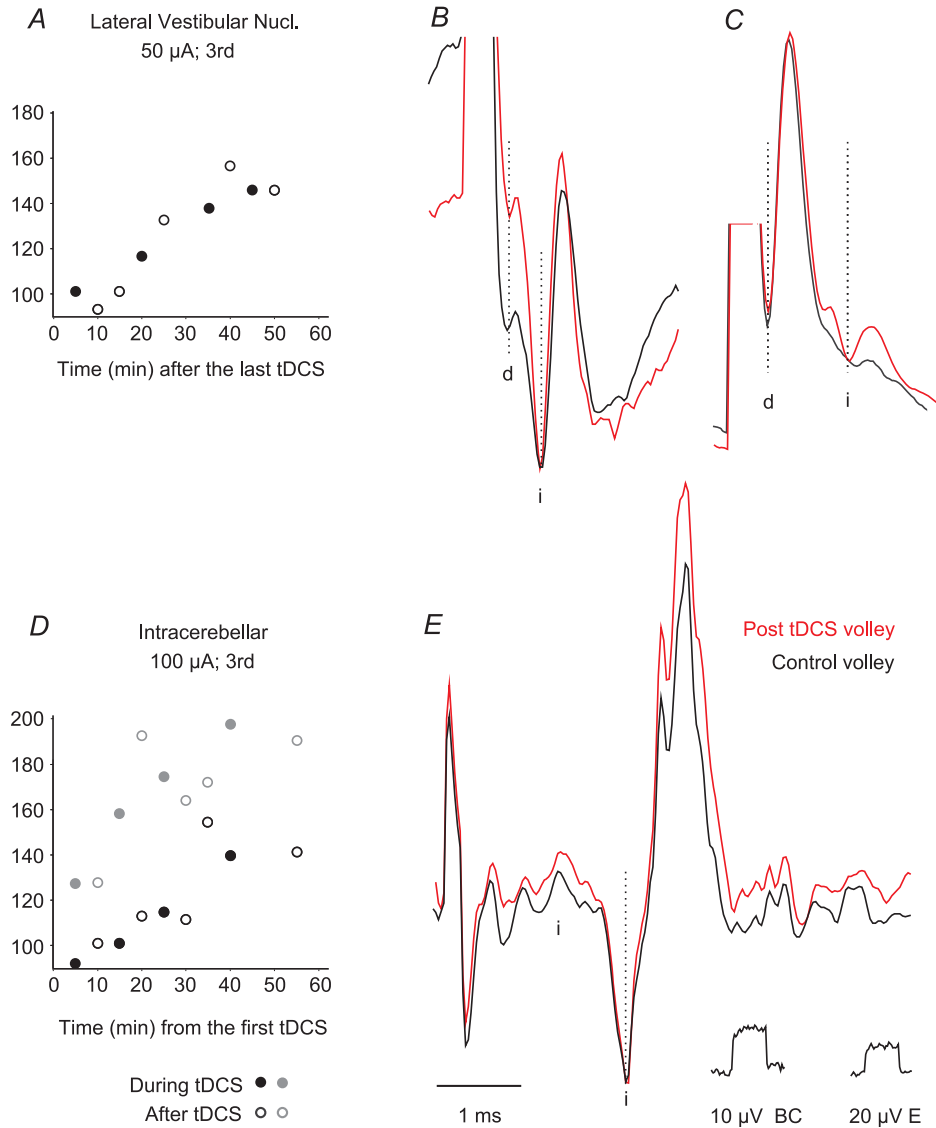 A
Lateral Vestibular Nucl.
50 µA; 3rd
180
160
140
120
100
0 10 20 30 40 50 60
Time (min) after the last tDCS
B
d
i
C
d
i
D
Intracerebellar
100 µA; 3rd
200
180
160
140
120
100
0 10 20 30 40 50 60
Time (min) from the first tDCS
During tDCS
After tDCS
E
Post tDCS volley
Control volley
i
i
1 ms
10 µV BC
20 µV E